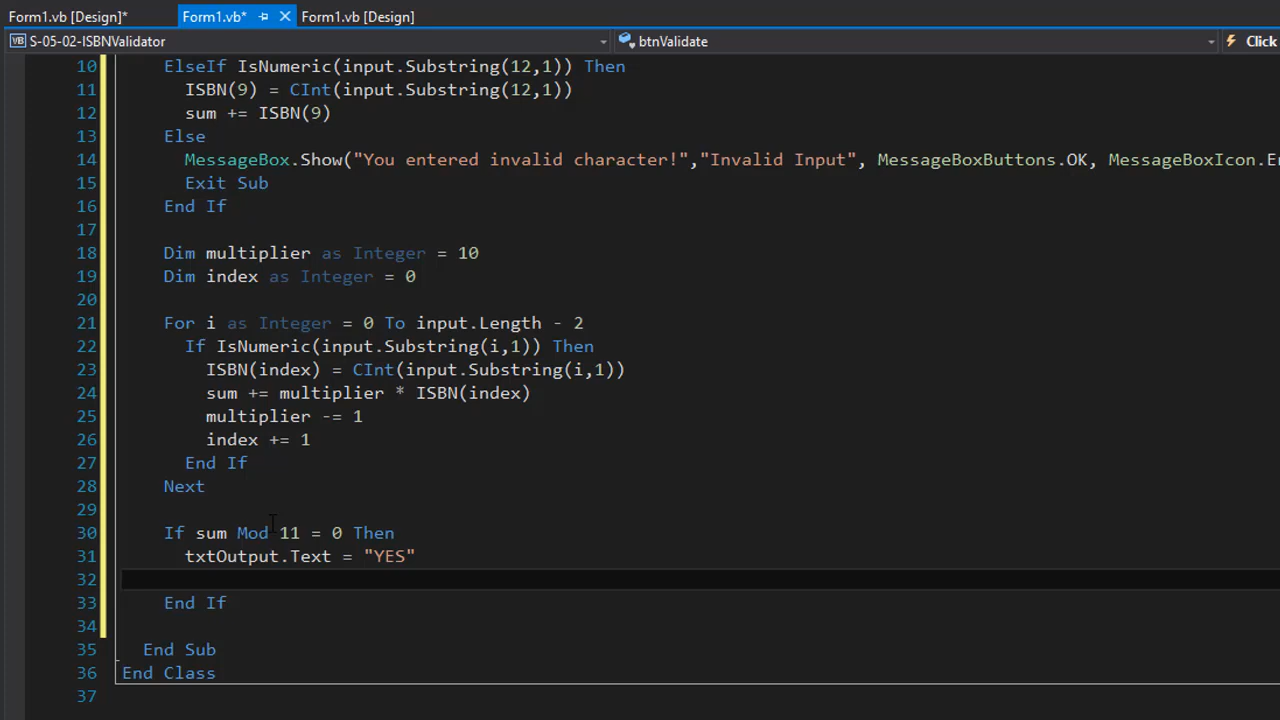 Form1.vb [Design]* Form1.vb* Form1.vb [Design]
VB S-05-02-ISBNValidator btnValidate Click
10 ElseIf IsNumeric(input.Substring(12,1)) Then
11 ISBN(9) = CInt(input.Substring(12,1))
12 sum += ISBN(9)
13 Else
14 MessageBox.Show("You entered invalid character!","Invalid Input", MessageBoxButtons.OK, MessageBoxIcon.E
15 Exit Sub
16 End If
17
18 Dim multiplier as Integer = 10
19 Dim index as Integer = 0
20
21 For i as Integer = 0 To input.Length - 2
22 If IsNumeric(input.Substring(i,1)) Then
23 ISBN(index) = CInt(input.Substring(i,1))
24 sum += multiplier * ISBN(index)
25 multiplier -= 1
26 index += 1
27 End If
28 Next
29
30 If sum Mod 11 = 0 Then
31 txtOutput.Text = "YES"
32
33 End If
34
35 End Sub
36 End Class
37